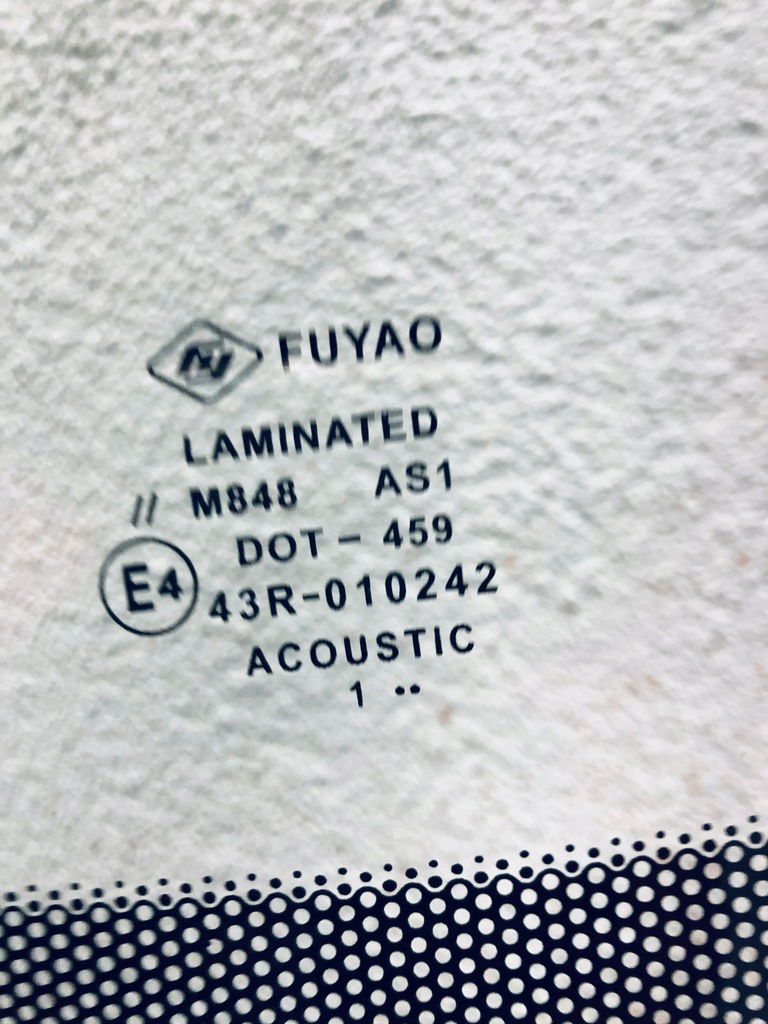 FUYAO
LAMINATED
// M848 AS1
DOT - 459
E4 43R-010242
ACOUSTIC
1 ••